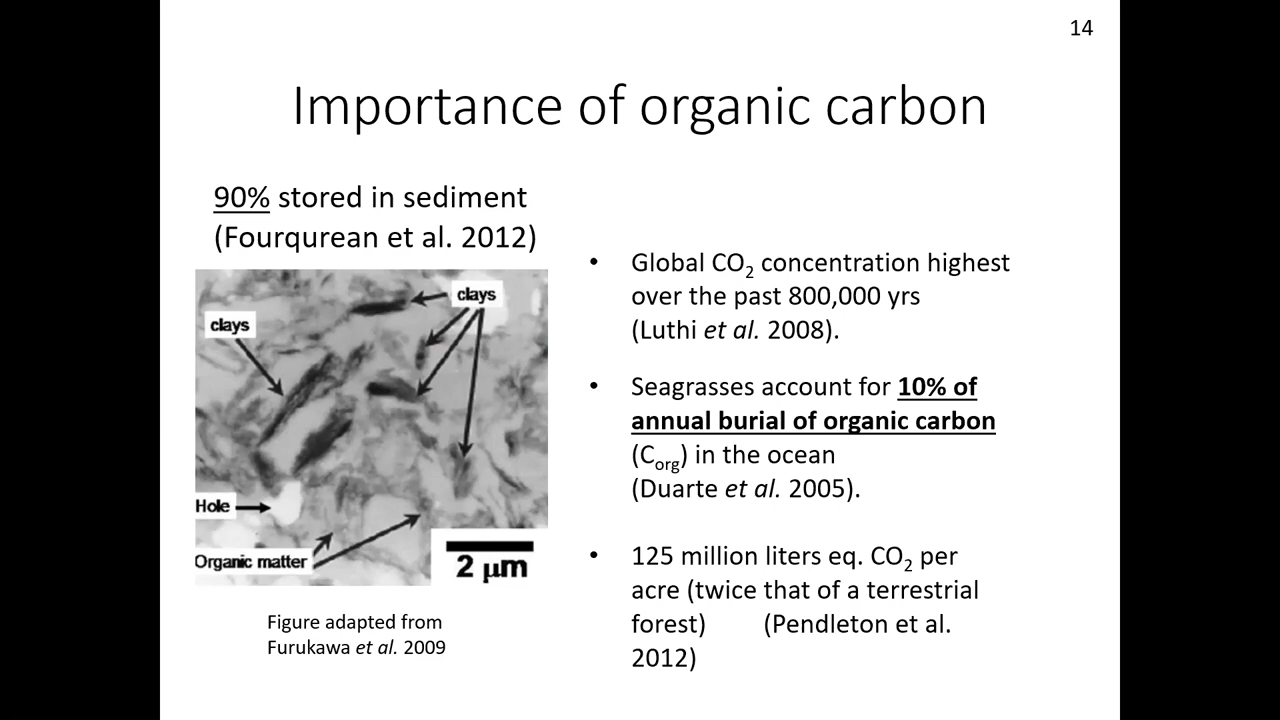 14
Importance of organic carbon
90% stored in sediment
(Fourqurean et al. 2012)
clays
clays
Hole
Organic matter
2 μm
Figure adapted from
Furukawa et al. 2009
• Global CO₂ concentration highest
over the past 800,000 yrs
(Luthi et al. 2008).
• Seagrasses account for 10% of
annual burial of organic carbon
(Corg) in the ocean
(Duarte et al. 2005).
• 125 million liters eq. CO₂ per
acre (twice that of a terrestrial
forest) (Pendleton et al.
2012)